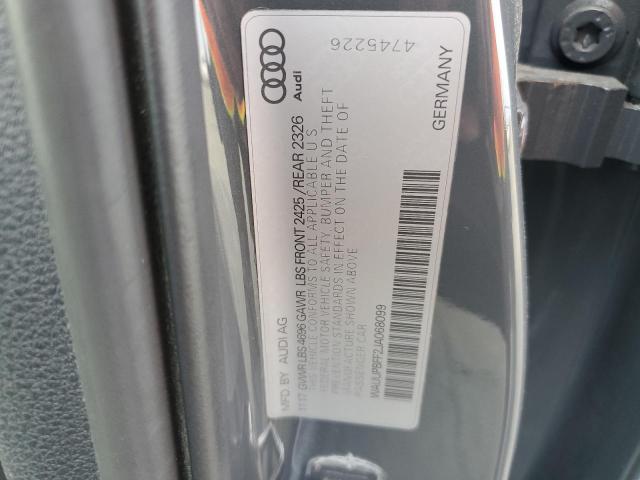 MFD BY AUDI AG
11·17 GVWR LBS 4696 GAWR LBS FRONT 2425/REAR 2326
THIS VEHICLE CONFORMS TO ALL APPLICABLE U S
FEDERAL MOTOR VEHICLE SAFETY, BUMPER AND THEFT
PREVENTION STANDARDS IN EFFECT ON THE DATE OF
MANUFACTURE SHOWN ABOVE
PASSENGER CAR
WAUUPBFF2JA068099
Audi
4745226
GERMANY